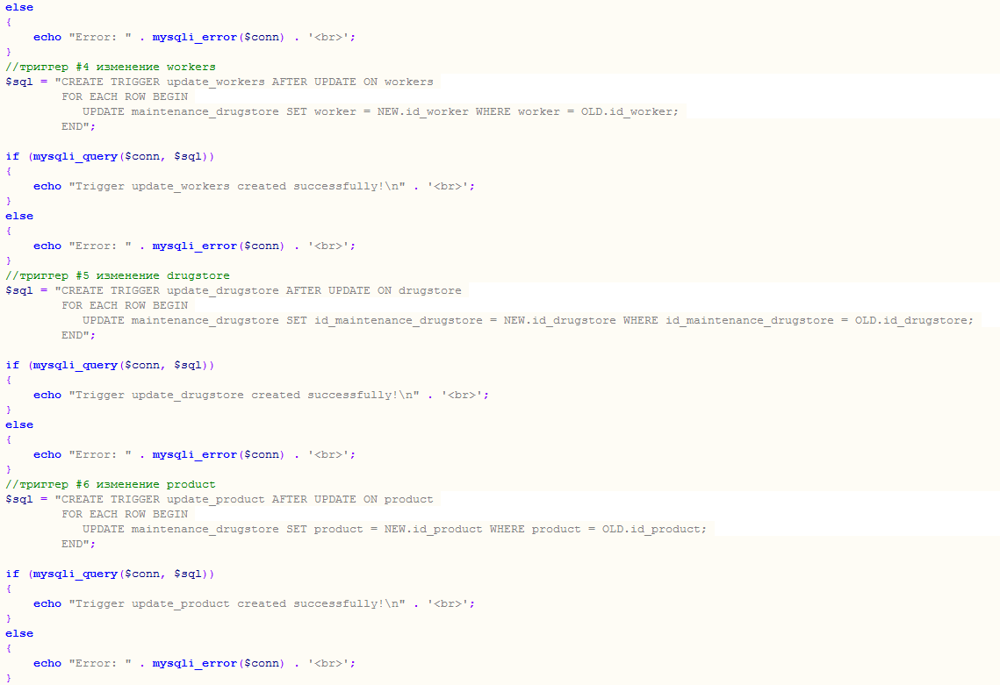 else
{
    echo "Error: " . mysqli_error($conn) . '<br>';
}
//триггер #4 изменение workers
$sql = "CREATE TRIGGER update_workers AFTER UPDATE ON workers
        FOR EACH ROW BEGIN
           UPDATE maintenance_drugstore SET worker = NEW.id_worker WHERE worker = OLD.id_worker;
        END";

if (mysqli_query($conn, $sql))
{
    echo "Trigger update_workers created successfully!\n" . '<br>';
}
else
{
    echo "Error: " . mysqli_error($conn) . '<br>';
}
//триггер #5 изменение drugstore
$sql = "CREATE TRIGGER update_drugstore AFTER UPDATE ON drugstore
        FOR EACH ROW BEGIN
           UPDATE maintenance_drugstore SET id_maintenance_drugstore = NEW.id_drugstore WHERE id_maintenance_drugstore = OLD.id_drugstore;
        END";

if (mysqli_query($conn, $sql))
{
    echo "Trigger update_drugstore created successfully!\n" . '<br>';
}
else
{
    echo "Error: " . mysqli_error($conn) . '<br>';
}
//триггер #6 изменение product
$sql = "CREATE TRIGGER update_product AFTER UPDATE ON product
        FOR EACH ROW BEGIN
           UPDATE maintenance_drugstore SET product = NEW.id_product WHERE product = OLD.id_product;
        END";

if (mysqli_query($conn, $sql))
{
    echo "Trigger update_product created successfully!\n" . '<br>';
}
else
{
    echo "Error: " . mysqli_error($conn) . '<br>';
}